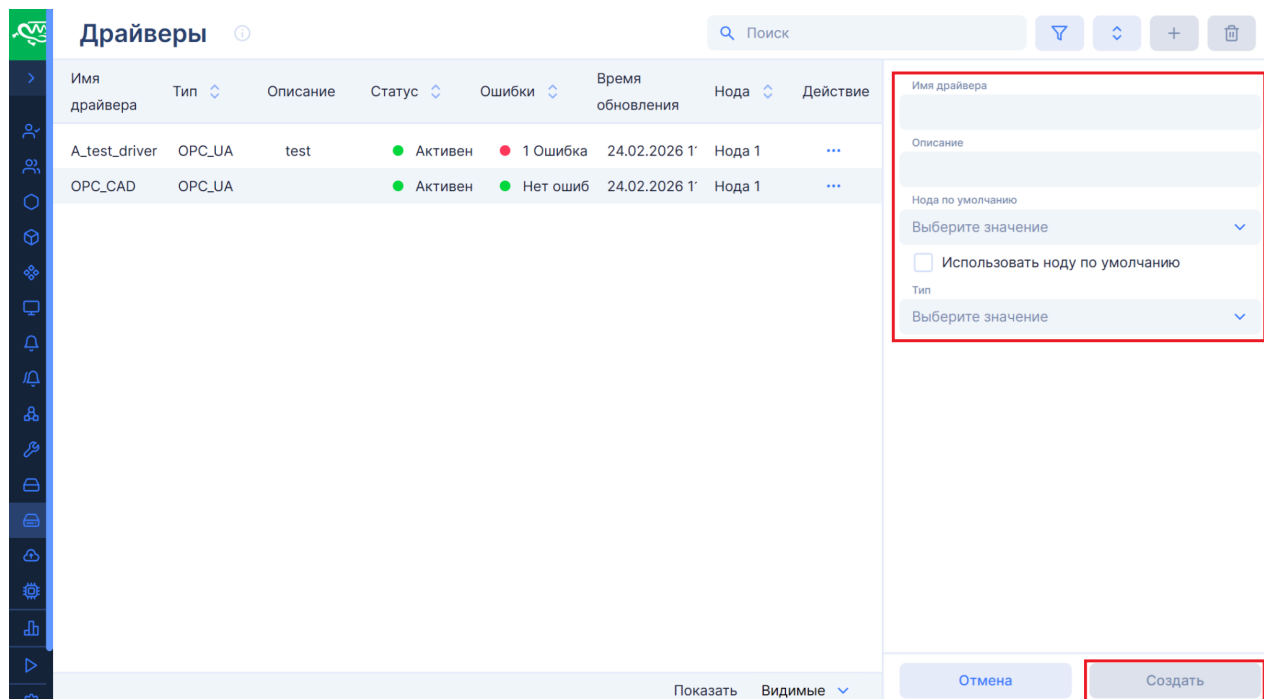 Драйверы
Поиск
Имя драйвера
Тип
Описание
Статус
Ошибки
Время обновления
Нода
Действие
A_test_driver OPC_UA test Активен 1 Ошибка 24.02.2026 1 Нода 1
OPC_CAD OPC_UA Активен Нет ошиб 24.02.2026 1 Нода 1
Имя драйвера
Описание
Нода по умолчанию
Выберите значение
Использовать ноду по умолчанию
Тип
Выберите значение
Показать Видимые
Отмена
Создать